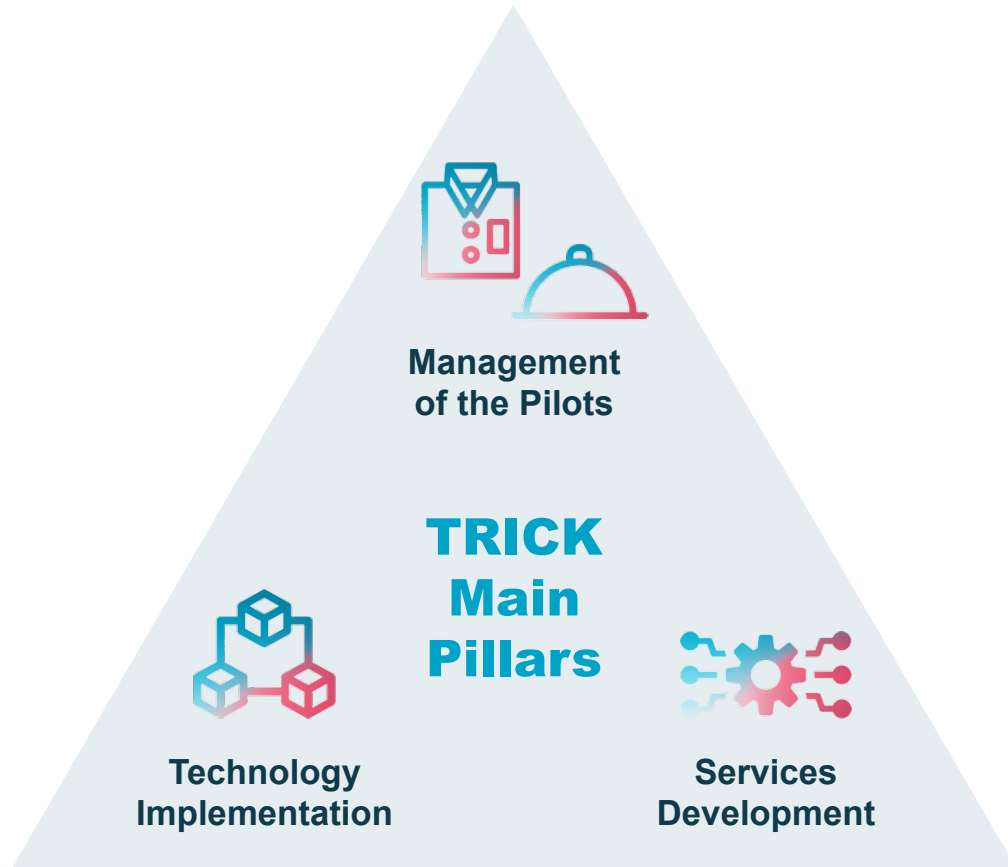 Management
of the Pilots
TRICK
Main
Pillars
Technology
Implementation
Services
Development